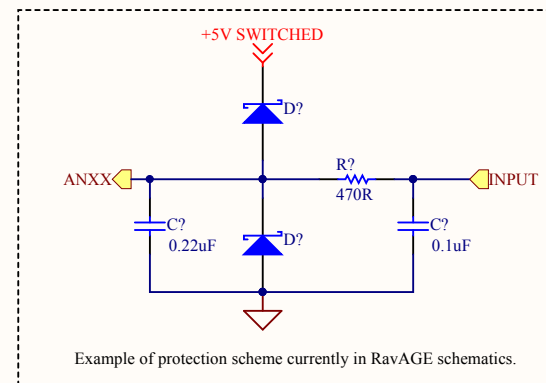 +5V SWITCHED
D?
R?
ANXX
INPUT
470R
C?
0.22uF
D?
C?
0.1uF
Example of protection scheme currently in RavAGE schematics.